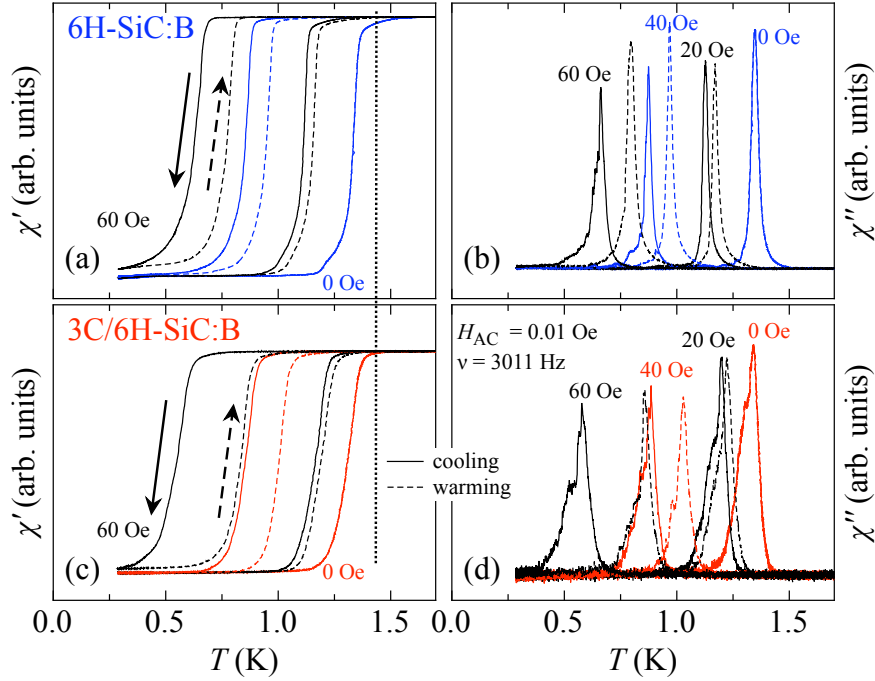 6H-SiC:B
χ′ (arb. units)
60 Oe
0 Oe
(a)
60 Oe
40 Oe
20 Oe
0 Oe
χ″ (arb. units)
(b)
3C/6H-SiC:B
χ′ (arb. units)
60 Oe
0 Oe
(c)
cooling
warming
H_AC = 0.01 Oe
ν = 3011 Hz
60 Oe
40 Oe
20 Oe
0 Oe
χ″ (arb. units)
(d)
0.0 0.5 1.0 1.5
T (K)
0.5 1.0 1.5
T (K)